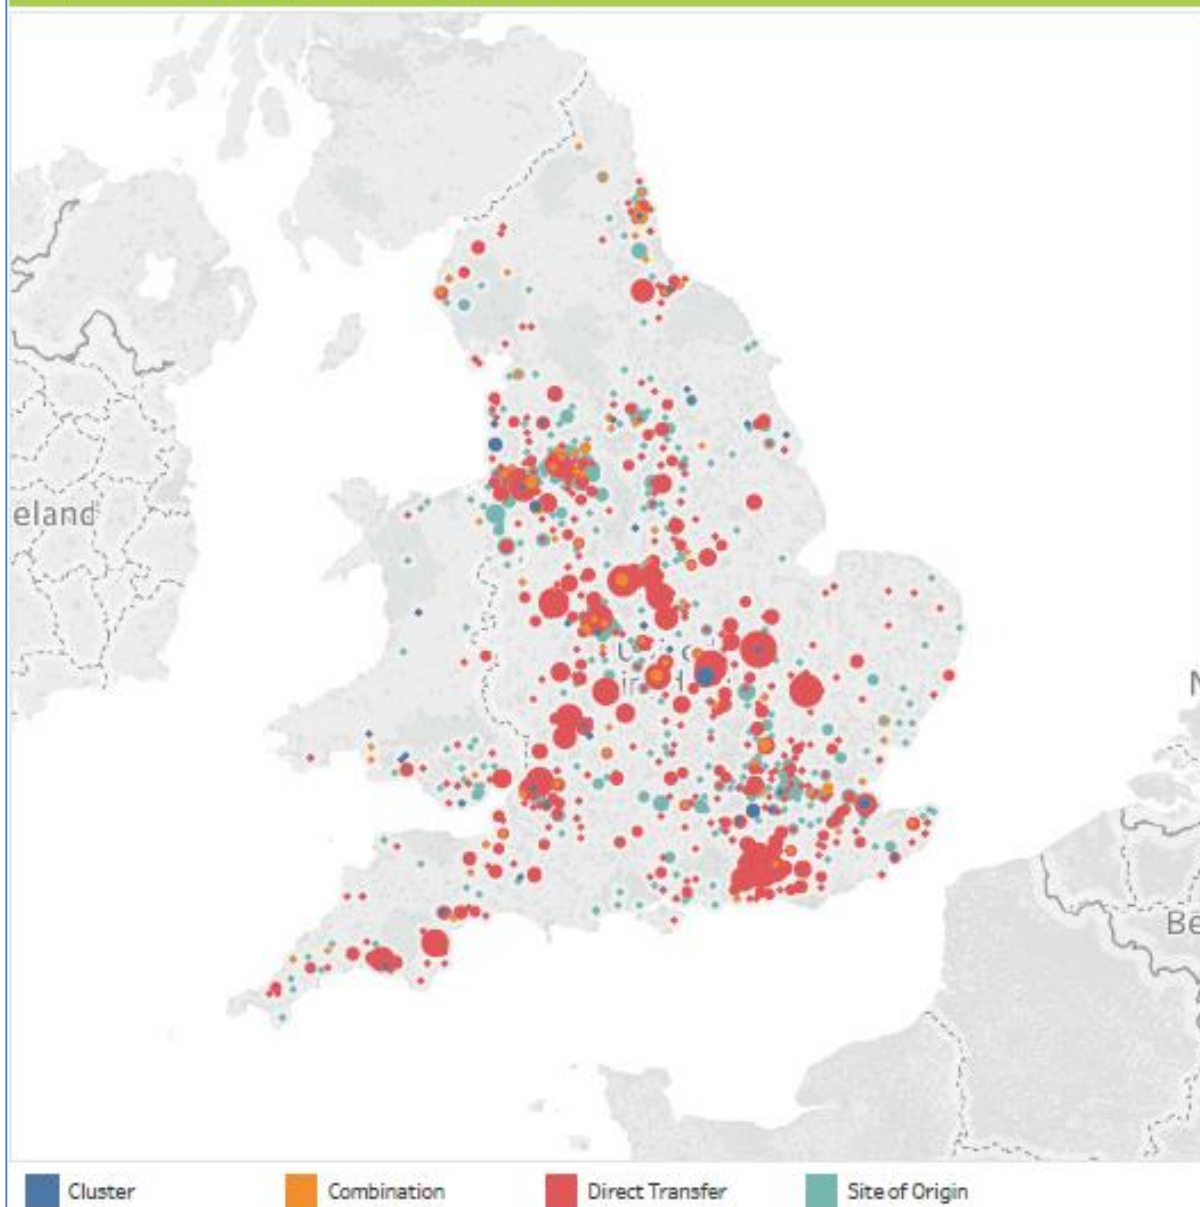 eland
Be
Cluster
Combination
Direct Transfer
Site of Origin